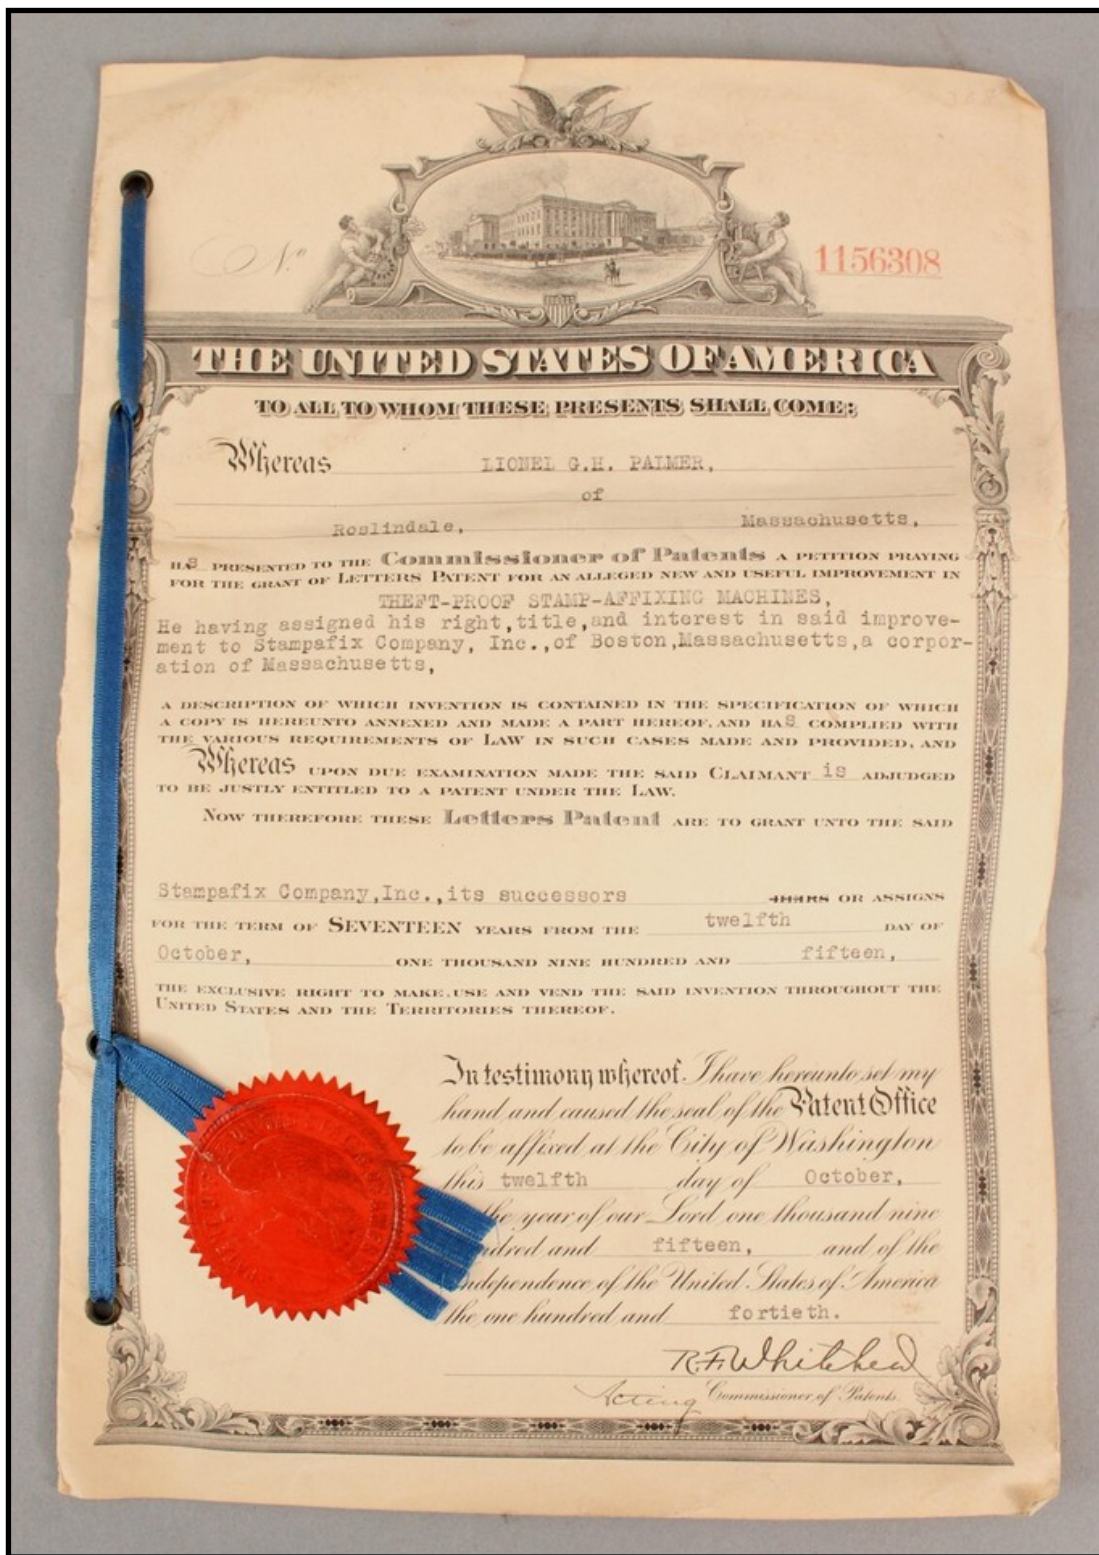 No. 1156308
THE UNITED STATES OF AMERICA
TO ALL TO WHOM THESE PRESENTS SHALL COME:
Whereas LIONEL G.H. PALMER,
of
Roslindale, Massachusetts,
HAS PRESENTED TO THE Commissioner of Patents A PETITION PRAYING
FOR THE GRANT OF LETTERS PATENT FOR AN ALLEGED NEW AND USEFUL IMPROVEMENT IN
THEFT-PROOF STAMP-AFFIXING MACHINES,
He having assigned his right,title,and interest in said improve-
ment to Stampafix Company, Inc.,of Boston,Massachusetts,a corpor-
ation of Massachusetts,
A DESCRIPTION OF WHICH INVENTION IS CONTAINED IN THE SPECIFICATION OF WHICH
A COPY IS HEREUNTO ANNEXED AND MADE A PART HEREOF, AND HAS COMPLIED WITH
THE VARIOUS REQUIREMENTS OF LAW IN SUCH CASES MADE AND PROVIDED, AND
Whereas UPON DUE EXAMINATION MADE THE SAID CLAIMANT is ADJUDGED
TO BE JUSTLY ENTITLED TO A PATENT UNDER THE LAW.
NOW THEREFORE THESE Letters Patent ARE TO GRANT UNTO THE SAID
Stampafix Company,Inc.,its successors HEIRS OR ASSIGNS
FOR THE TERM OF SEVENTEEN YEARS FROM THE twelfth DAY OF
October, ONE THOUSAND NINE HUNDRED AND fifteen,
THE EXCLUSIVE RIGHT TO MAKE, USE AND VEND THE SAID INVENTION THROUGHOUT THE
UNITED STATES AND THE TERRITORIES THEREOF.
In testimony whereof I have hereunto set my
hand and caused the seal of the Patent Office
to be affixed at the City of Washington
this twelfth day of October,
the year of our Lord one thousand nine
ndred and fifteen, and of the
Independence of the United States of America
the one hundred and fortieth.
R.F. Whitehead
Acting Commissioner of Patents.